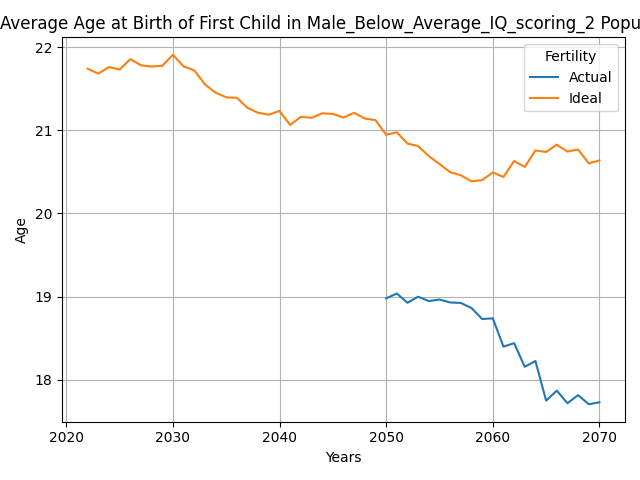 Average Age at Birth of First Child in Male_Below_Average_IQ_scoring_2 Popu
22
21
20
19
18
Age
Fertility
Actual
Ideal
2020 2030 2040 2050 2060 2070
Years